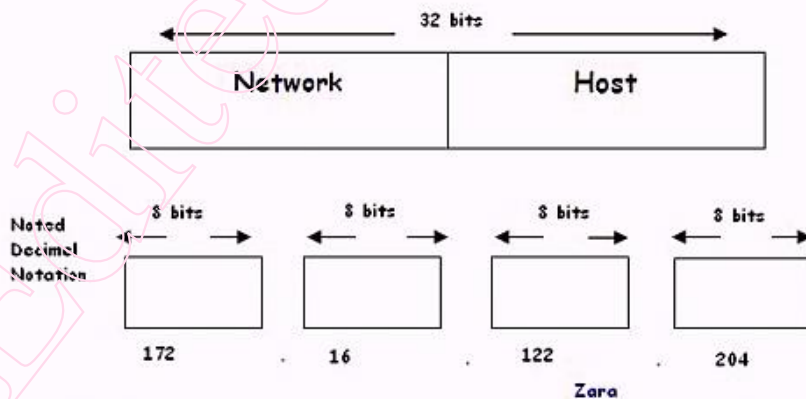 32 bits
Network Host
8 bits 8 bits 8 bits 8 bits
Noted
Decimal
Notation
172 . 16 . 122 . 204
Zara
Edited